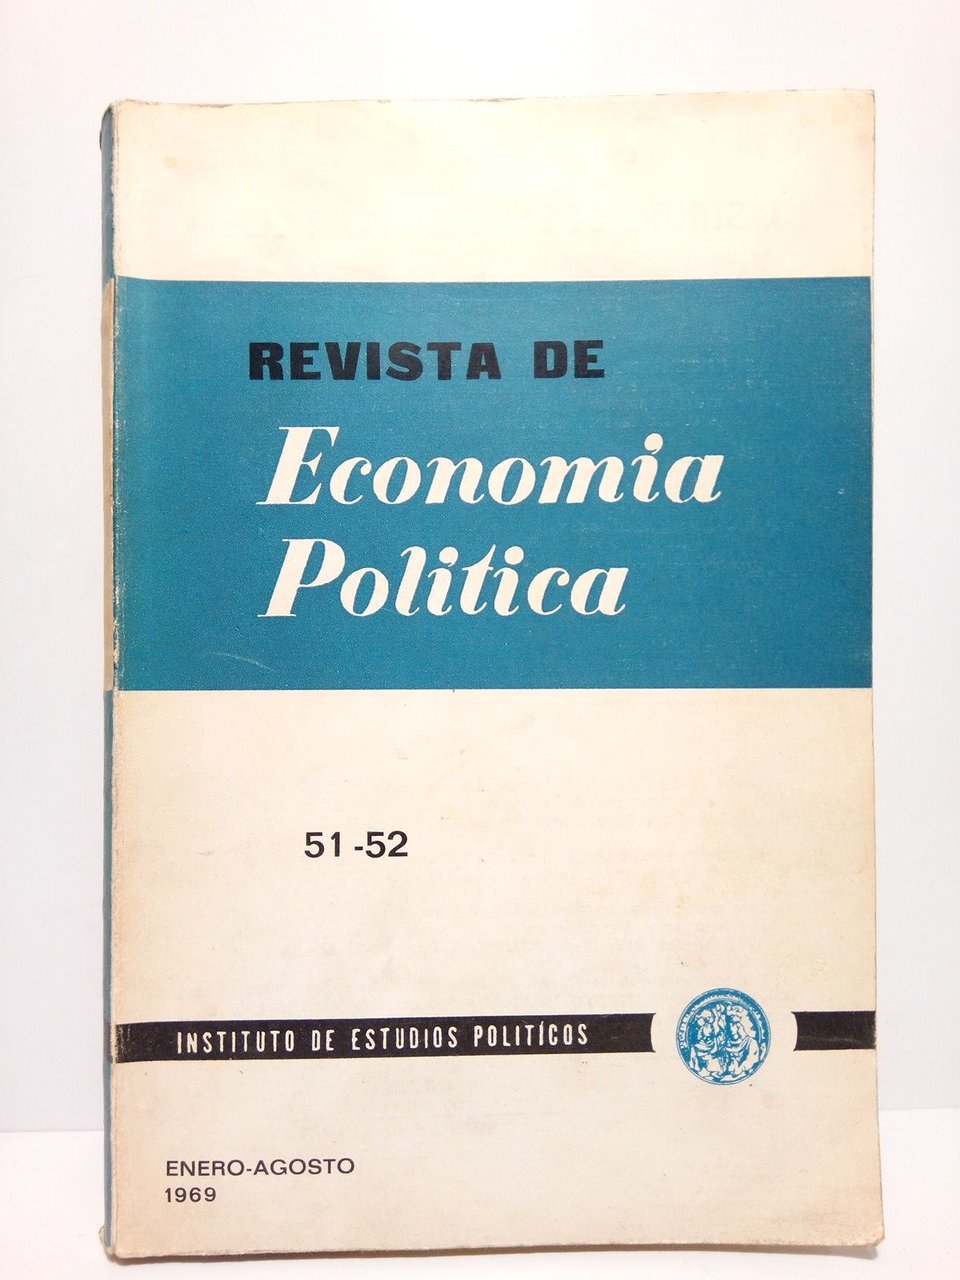 REVISTA DE
Economia
Politica
51-52
INSTITUTO DE ESTUDIOS POLITÍCOS
ENERO-AGOSTO
1969